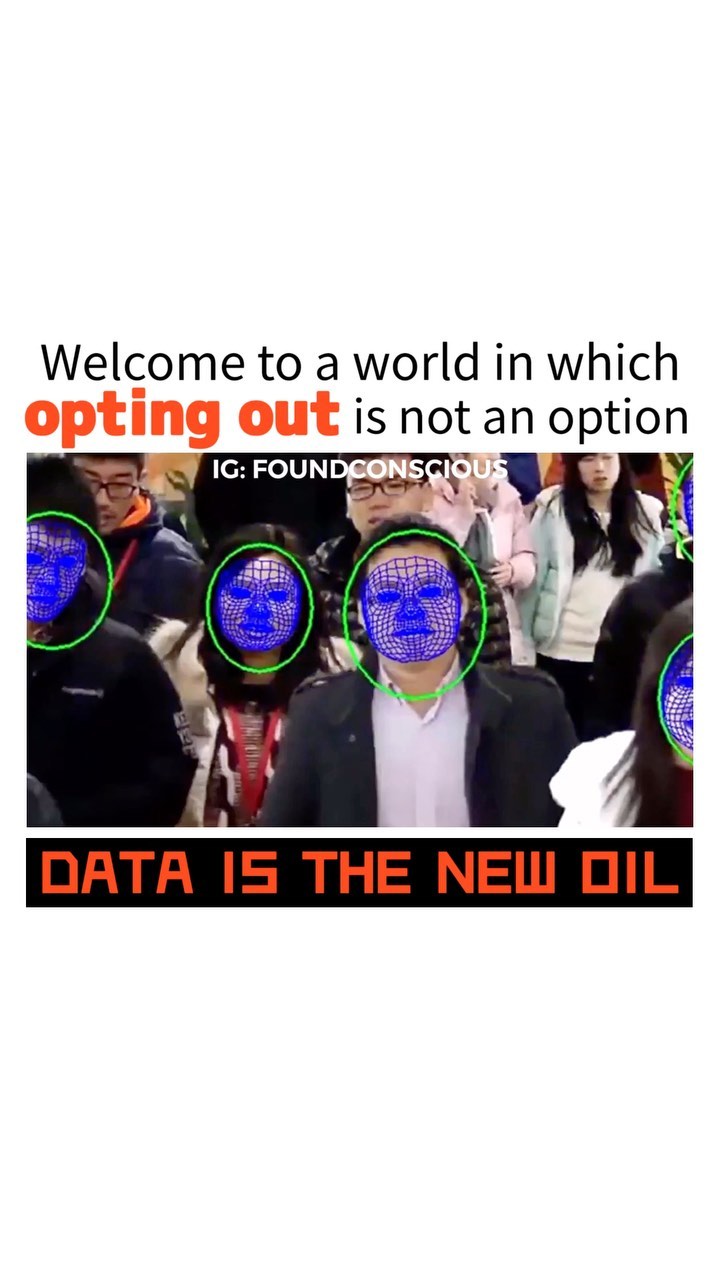 Welcome to a world in which
opting out is not an option
IG: FOUNDCONSCIOUS
DATA IS THE NEW OIL